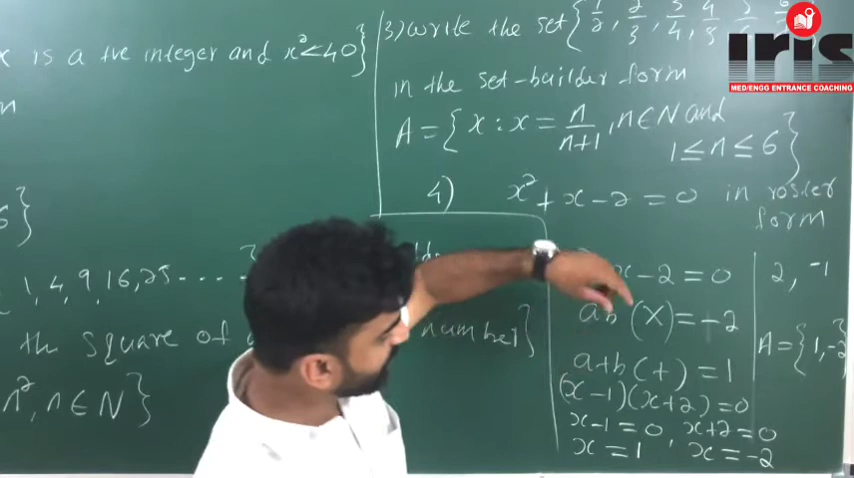 x is a +ve integer and x² < 40}
6}
1, 4, 9, 16, 25 ....
the square of
number}
n², n ∈ N}
3) write the set {1/2, 2/3, 3/4, 4/5,
in the set-builder form
A = {x : x = n/n+1, n ∈ N and
1 ≤ n ≤ 6}
4) x² + x - 2 = 0 in roster
form
x - 2 = 0
ab (×) = -2
a+b (+) = 1
(x - 1)(x + 2) = 0
x - 1 = 0, x + 2 = 0
x = 1 x = -2
2, -1
A = {1, -2}
iris
MED/ENGG ENTRANCE COACHING